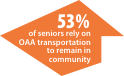 53%
of seniors rely on
OAA transportation
to remain in
community